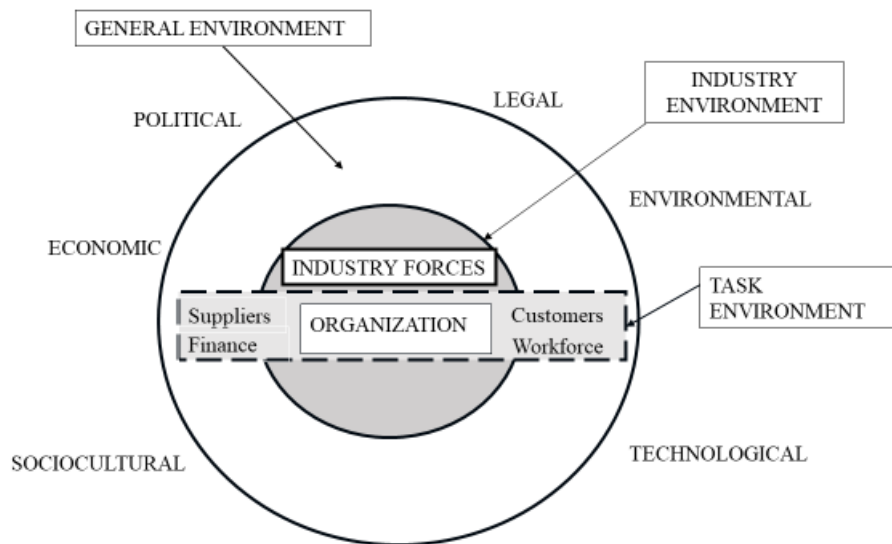 GENERAL ENVIRONMENT
LEGAL
INDUSTRY
ENVIRONMENT
POLITICAL
ENVIRONMENTAL
ECONOMIC
INDUSTRY FORCES
TASK
ENVIRONMENT
Suppliers
Finance
ORGANIZATION
Customers
Workforce
SOCIOCULTURAL
TECHNOLOGICAL